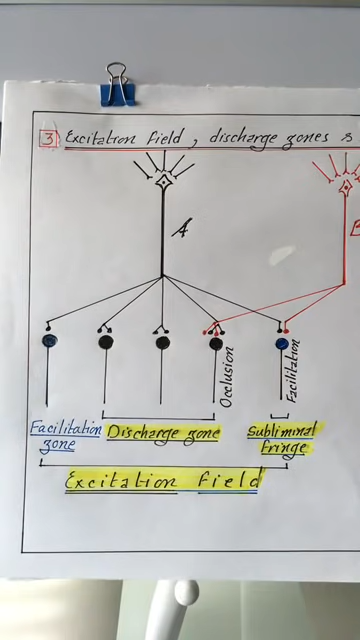 3 Excitation field, discharge zones &
A
B
Occlusion
Facilitation
Facilitation zone
Discharge zone
Subliminal fringe
Excitation field